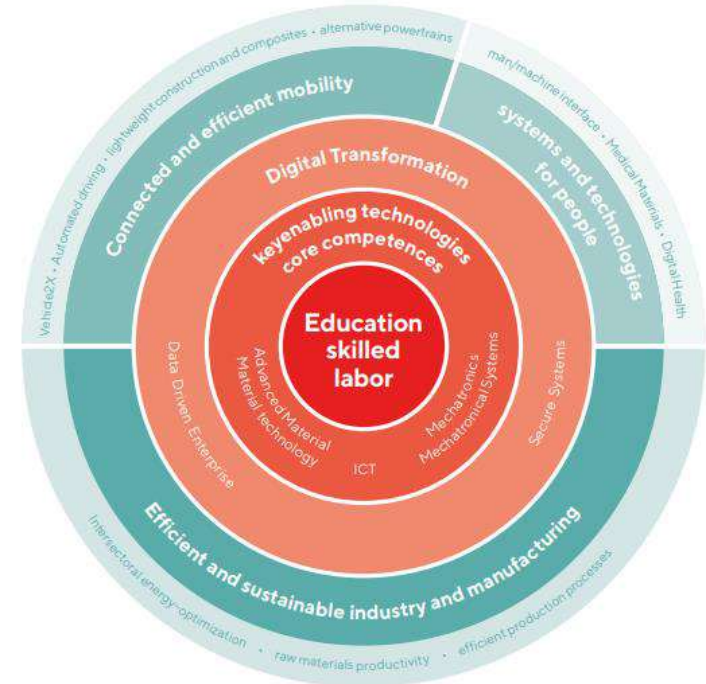 Vehicle2X • Automated driving • lightweight construction and composites • alternative powertrains
man/machine interface • Medical Materials • Digital Health
Connected and efficient mobility
systems and technologies
for people
Digital Transformation
keyenabling technologies
core competences
Education
skilled
labor
Advanced Material
Material technology
ICT
Mechatronics
Mechatronical Systems
Data Driven Enterprise
Secure Systems
Efficient and sustainable industry and manufacturing
Intersectoral energy-optimization • raw materials productivity • efficient production processes